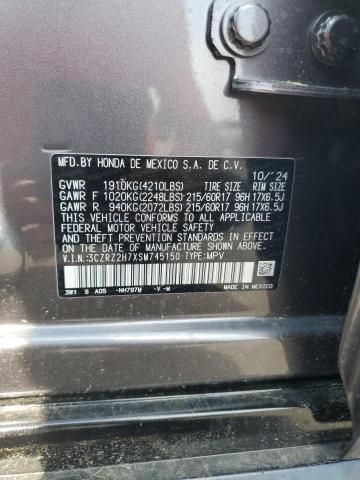 MFD.BY HONDA DE MEXICO S.A. DE C.V. 10/'24
GVWR 1910KG(4210LBS) TIRE SIZE RIM SIZE
GAWR F 1020KG(2248LBS) 215/60R17 96H 17X6.5J
GAWR R 940KG(2072LBS) 215/60R17 96H 17X6.5J
THIS VEHICLE CONFORMS TO ALL APPLICABLE
FEDERAL MOTOR VEHICLE SAFETY AND THEFT
PREVENTION STANDARDS IN EFFECT ON THE DATE OF
MANUFACTURE SHOWN ABOVE.
V.I.N:3CZRZ2H7XSM745150 TYPE:MPV
3W1 S A05 -NH797M -V -M MADE IN MEXICO